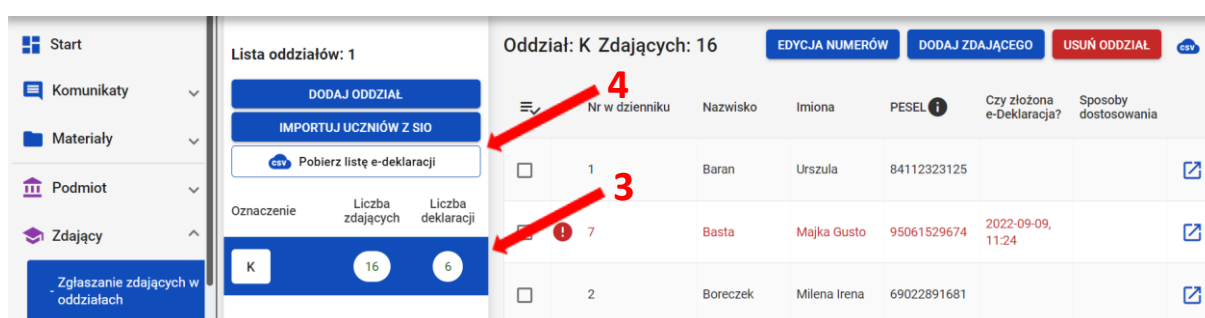 Start
Komunikaty
Materiały
Podmiot
Zdający
Zgłaszanie zdających w
oddziałach
Lista oddziałów: 1
DODAJ ODDZIAŁ
IMPORTUJ UCZNIÓW Z SIO
csv Pobierz listę e-deklaracji
Oznaczenie Liczba zdających Liczba deklaracji
K 16 6
4
3
Oddział: K Zdających: 16 EDYCJA NUMERÓW DODAJ ZDAJĄCEGO USUŃ ODDZIAŁ csv
Nr w dzienniku Nazwisko Imiona PESEL Czy złożona e-Deklaracja? Sposoby dostosowania
1 Baran Urszula 84112323125
7 Basta Majka Gusto 95061529674 2022-09-09, 11:24
2 Boreczek Milena Irena 69022891681